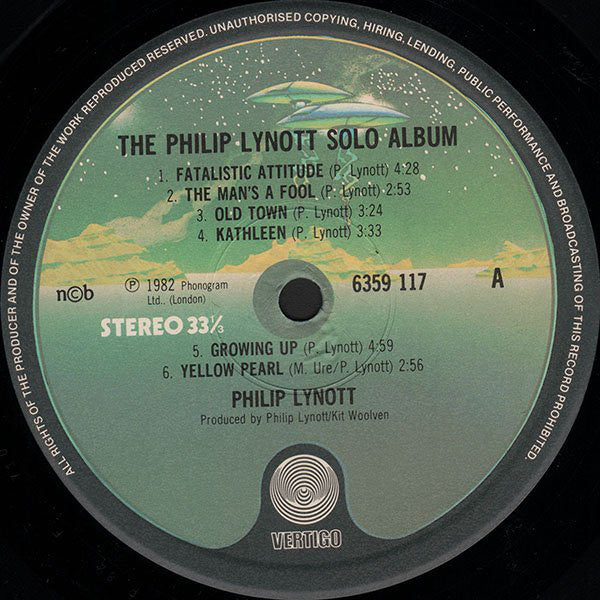 ALL RIGHTS OF THE PRODUCER AND OF THE OWNER OF THE WORK REPRODUCED RESERVED. UNAUTHORISED COPYING, HIRING, LENDING, PUBLIC PERFORMANCE AND BROADCASTING OF THIS RECORD PROHIBITED.
THE PHILIP LYNOTT SOLO ALBUM
1. FATALISTIC ATTITUDE (P. Lynott) 4:28
2. THE MAN'S A FOOL (P. Lynott) 2:53
3. OLD TOWN (P. Lynott) 3:24
4. KATHLEEN (P. Lynott) 3:33
n©b
Ⓟ 1982 Phonogram
Ltd., (London)
6359 117 A
STEREO 33⅓
5. GROWING UP (P. Lynott) 4:59
6. YELLOW PEARL (M. Ure/P. Lynott) 2:56
PHILIP LYNOTT
Produced by Philip Lynott/Kit Woolven
VERTIGO